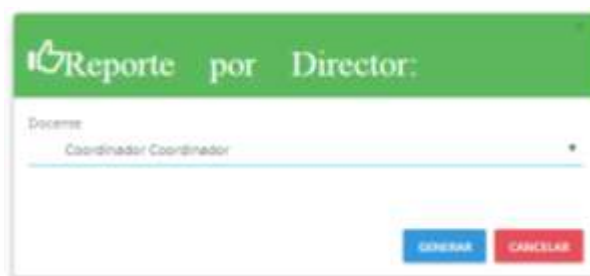 Reporte por Director:
Docente
Coordinador Coordinador
GENERAR CANCELAR